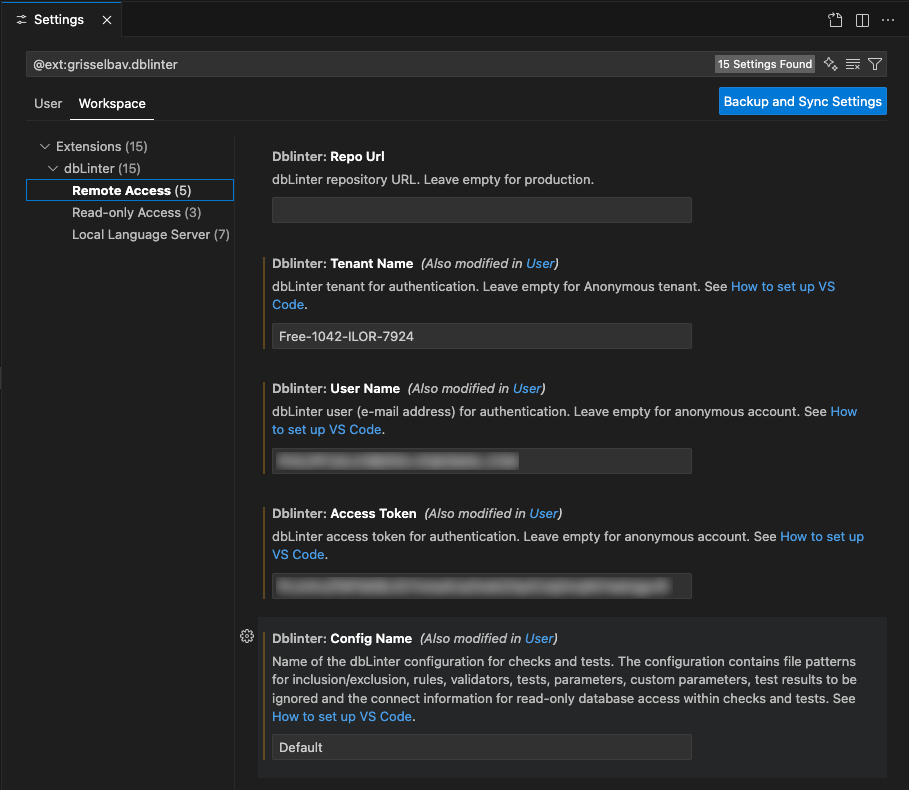 Settings
@ext:grisselbav.dblinter
15 Settings Found
User
Workspace
Backup and Sync Settings
Extensions (15)
dbLinter (15)
Remote Access (5)
Read-only Access (3)
Local Language Server (7)
Dblinter: Repo Url
dbLinter repository URL. Leave empty for production.
Dblinter: Tenant Name (Also modified in User)
dbLinter tenant for authentication. Leave empty for Anonymous tenant. See How to set up VS
Code.
Free-1042-ILOR-7924
Dblinter: User Name (Also modified in User)
dbLinter user (e-mail address) for authentication. Leave empty for anonymous account. See How
to set up VS Code.
Dblinter: Access Token (Also modified in User)
dbLinter access token for authentication. Leave empty for anonymous account. See How to set up
VS Code.
Dblinter: Config Name (Also modified in User)
Name of the dbLinter configuration for checks and tests. The configuration contains file patterns
for inclusion/exclusion, rules, validators, tests, parameters, custom parameters, test results to be
ignored and the connect information for read-only database access within checks and tests. See
How to set up VS Code.
Default